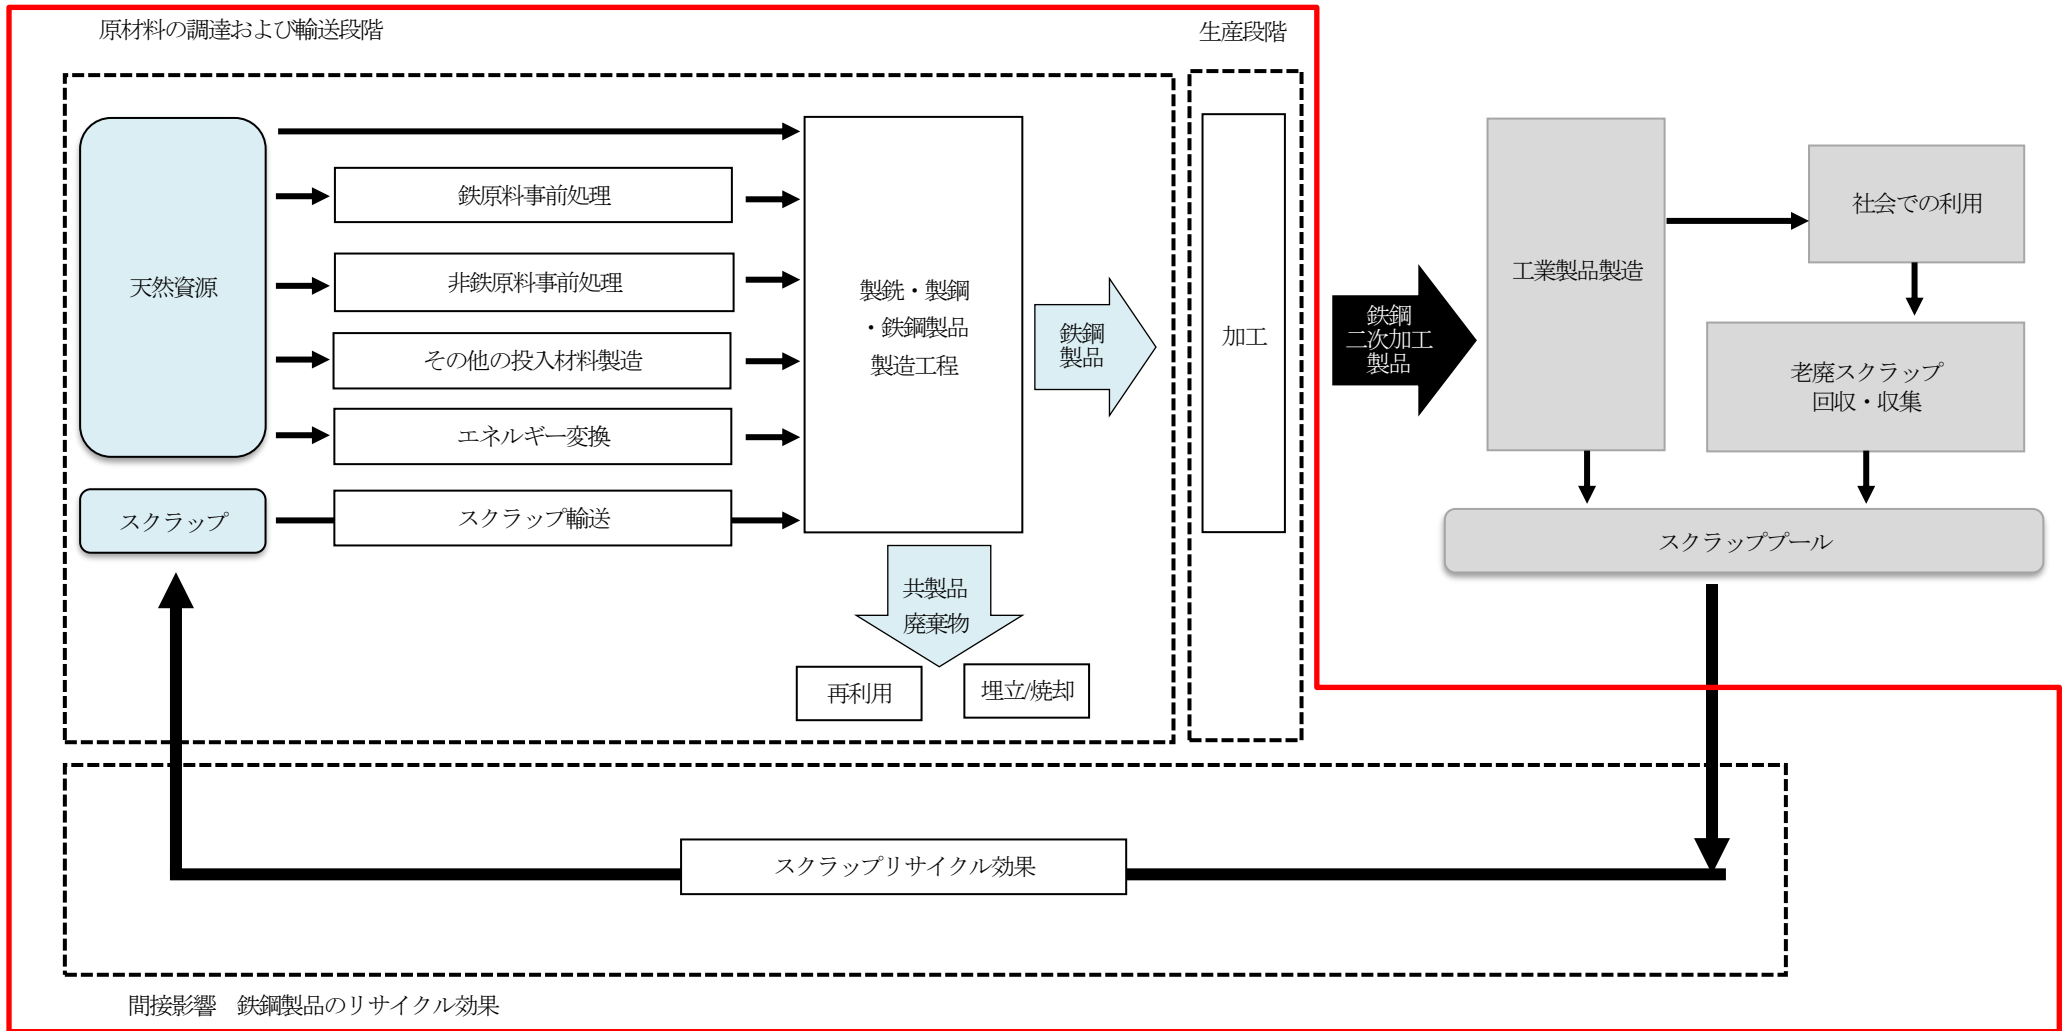 原材料の調達および輸送段階
生産段階
天然資源
鉄原料事前処理
非鉄原料事前処理
その他の投入材料製造
エネルギー変換
スクラップ
スクラップ輸送
製銑・製鋼
・鉄鋼製品
製造工程
鉄鋼
製品
加工
鉄鋼
二次加工
製品
工業製品製造
社会での利用
老廃スクラップ
回収・収集
スクラッププール
共製品
廃棄物
再利用
埋立/焼却
スクラップリサイクル効果
間接影響　鉄鋼製品のリサイクル効果